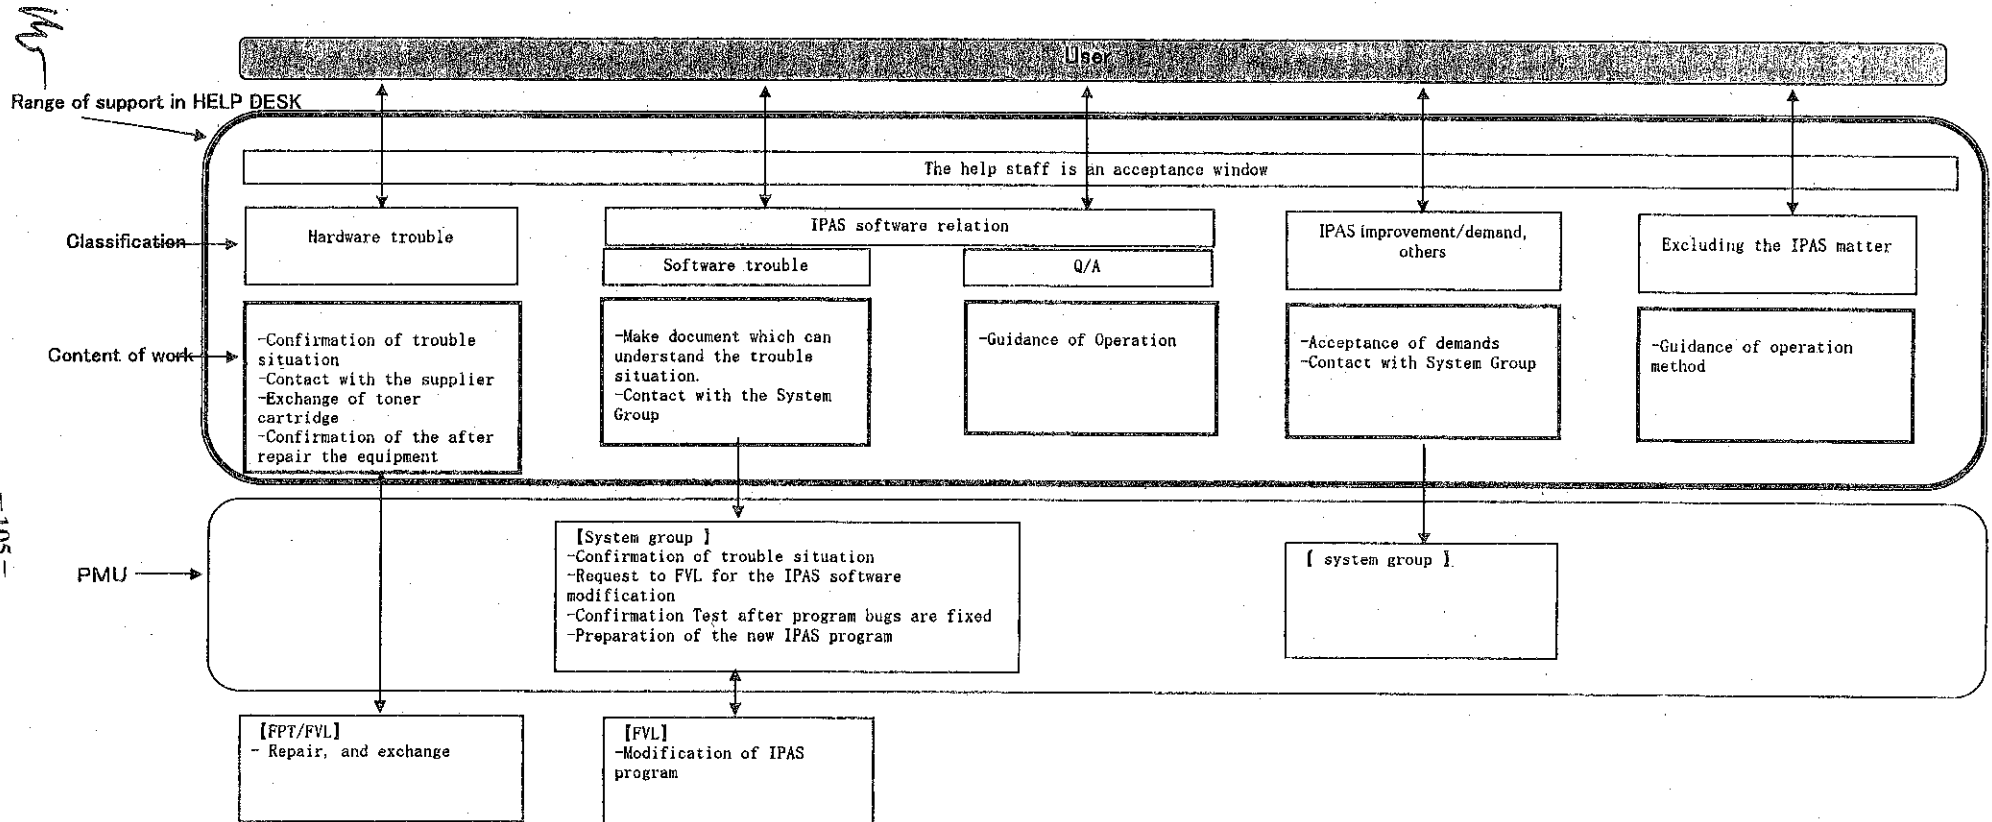 User
Range of support in HELP DESK
The help staff is an acceptance window
Classification
Hardware trouble
IPAS software relation
Software trouble
Q/A
IPAS improvement/demand,
others
Excluding the IPAS matter
Content of work
-Confirmation of trouble
situation
-Contact with the supplier
-Exchange of toner
cartridge
-Confirmation of the after
repair the equipment
-Make document which can
understand the trouble
situation.
-Contact with the System
Group
-Guidance of Operation
-Acceptance of demands
-Contact with System Group
-Guidance of operation
method
PMU
【System group 】
-Confirmation of trouble situation
-Request to FVL for the IPAS software
modification
-Confirmation Test after program bugs are fixed
-Preparation of the new IPAS program
【 system group 】
【FPT/FVL】
- Repair, and exchange
【FVL】
-Modification of IPAS
program
-105-